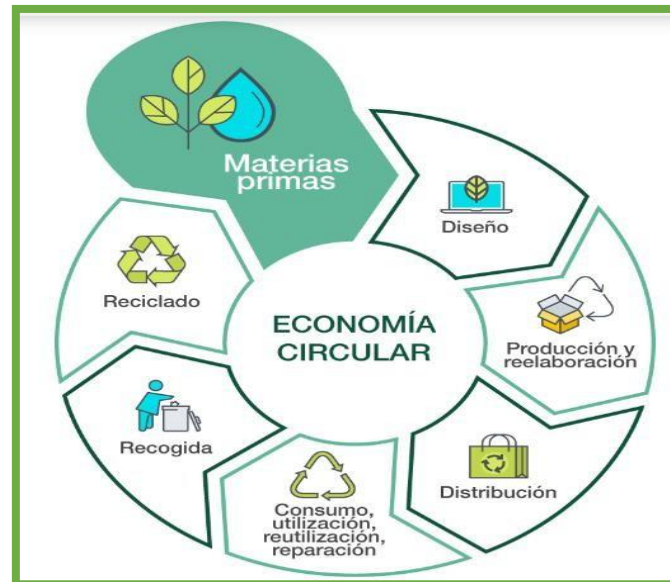 Materias
primas
Diseño
Producción y
reelaboración
Distribución
Consumo,
utilización,
reutilización,
reparación
Recogida
Reciclado
ECONOMÍA
CIRCULAR